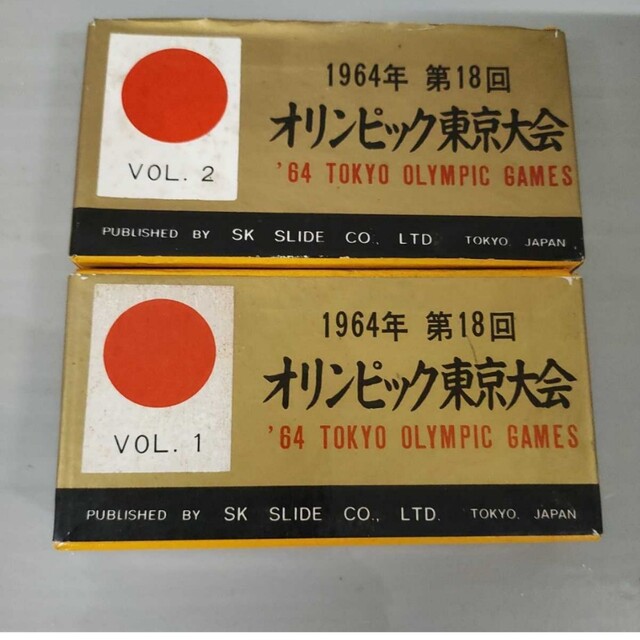 1964年 第18回
オリンピック東京大会
'64 TOKYO OLYMPIC GAMES
VOL. 2
PUBLISHED BY SK SLIDE CO., LTD. TOKYO, JAPAN
1964年 第18回
オリンピック東京大会
'64 TOKYO OLYMPIC GAMES
VOL. 1
PUBLISHED BY SK SLIDE CO., LTD. TOKYO, JAPAN